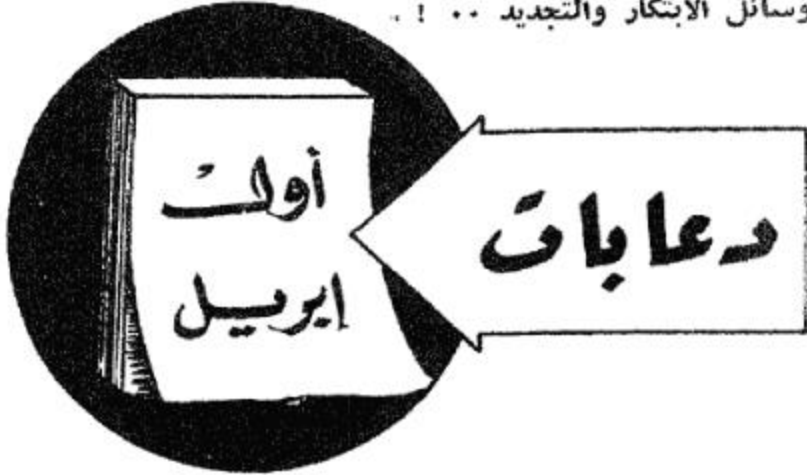 وسائل الابتكار والتجديد .. ! .
دعابات
أول
إبريل